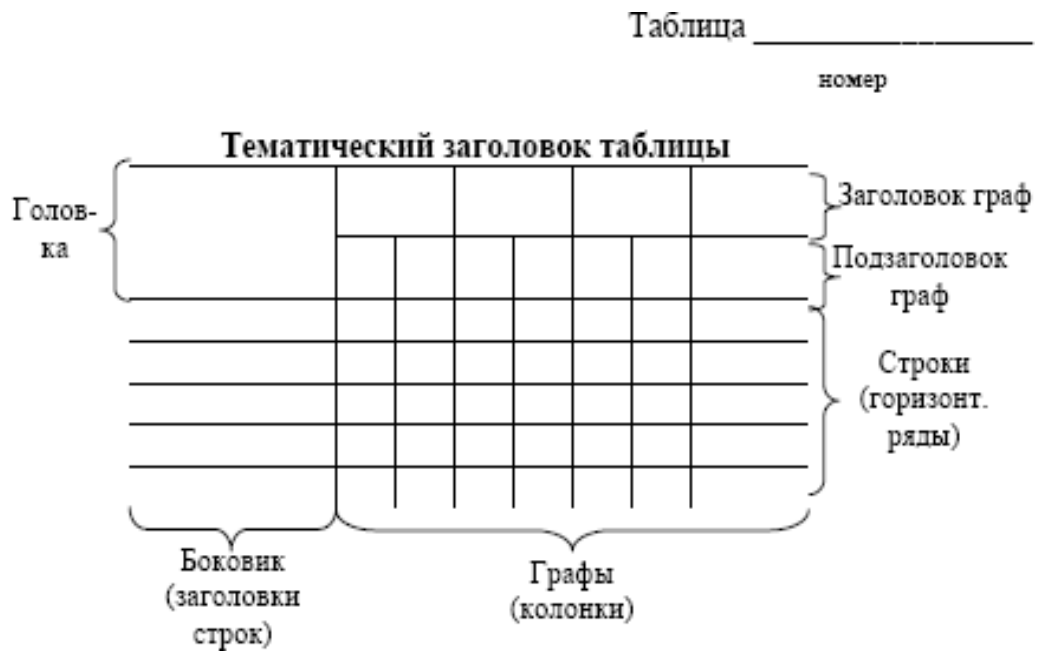 Таблица ____________________
номер
Тематический заголовок таблицы
Голов-
ка
Заголовок граф
Подзаголовок
граф
Строки
(горизонт.
ряды)
Боковик
(заголовки
строк)
Графы
(колонки)